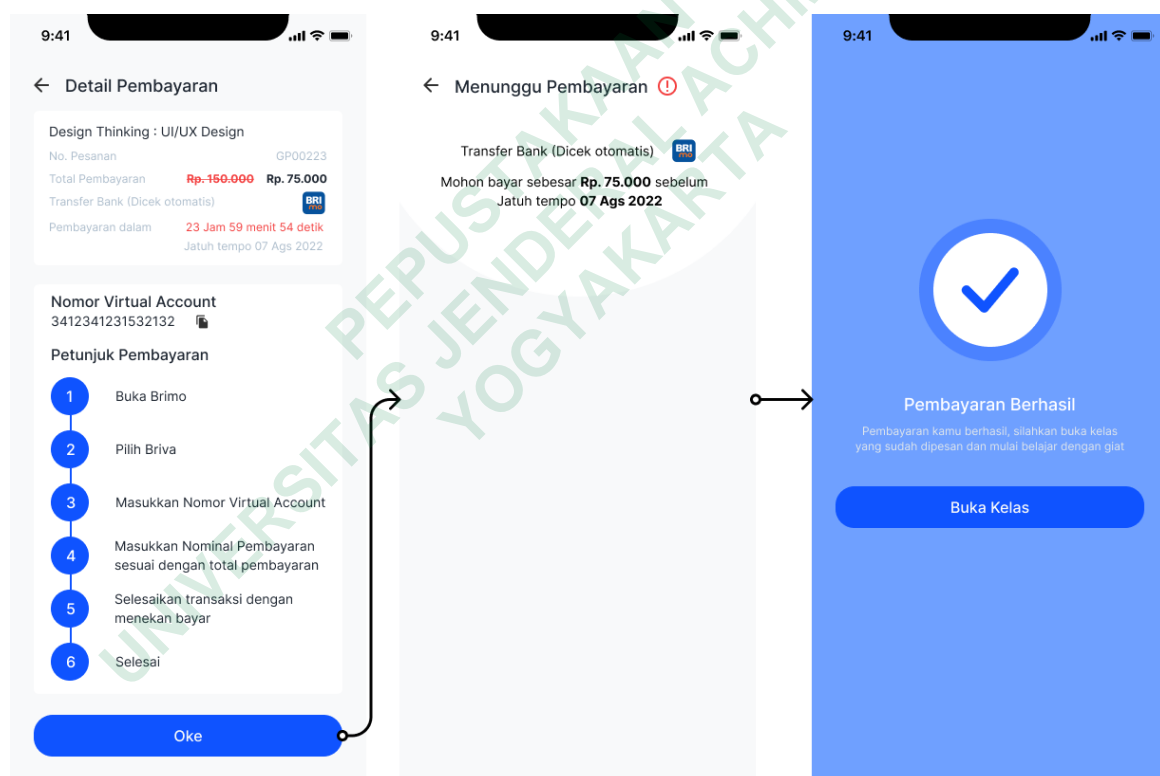 9:41
Detail Pembayaran
Design Thinking : UI/UX Design
No. Pesanan GP00223
Total Pembayaran Rp. 150.000 Rp. 75.000
Transfer Bank (Dicek otomatis) BRI mo
Pembayaran dalam 23 Jam 59 menit 54 detik
Jatuh tempo 07 Ags 2022
Nomor Virtual Account
3412341231532132
Petunjuk Pembayaran
1 Buka Brimo
2 Pilih Briva
3 Masukkan Nomor Virtual Account
4 Masukkan Nominal Pembayaran
sesuai dengan total pembayaran
5 Selesaikan transaksi dengan
menekan bayar
6 Selesai
Oke
9:41
Menunggu Pembayaran
Transfer Bank (Dicek otomatis) BRI mo
Mohon bayar sebesar Rp. 75.000 sebelum
Jatuh tempo 07 Ags 2022
9:41
Pembayaran Berhasil
Pembayaran kamu berhasil, silahkan buka kelas
yang sudah dipesan dan mulai belajar dengan giat
Buka Kelas
PEPUSTAKAAN
UNIVERSITAS JENDERAL
YOGYAKARTA